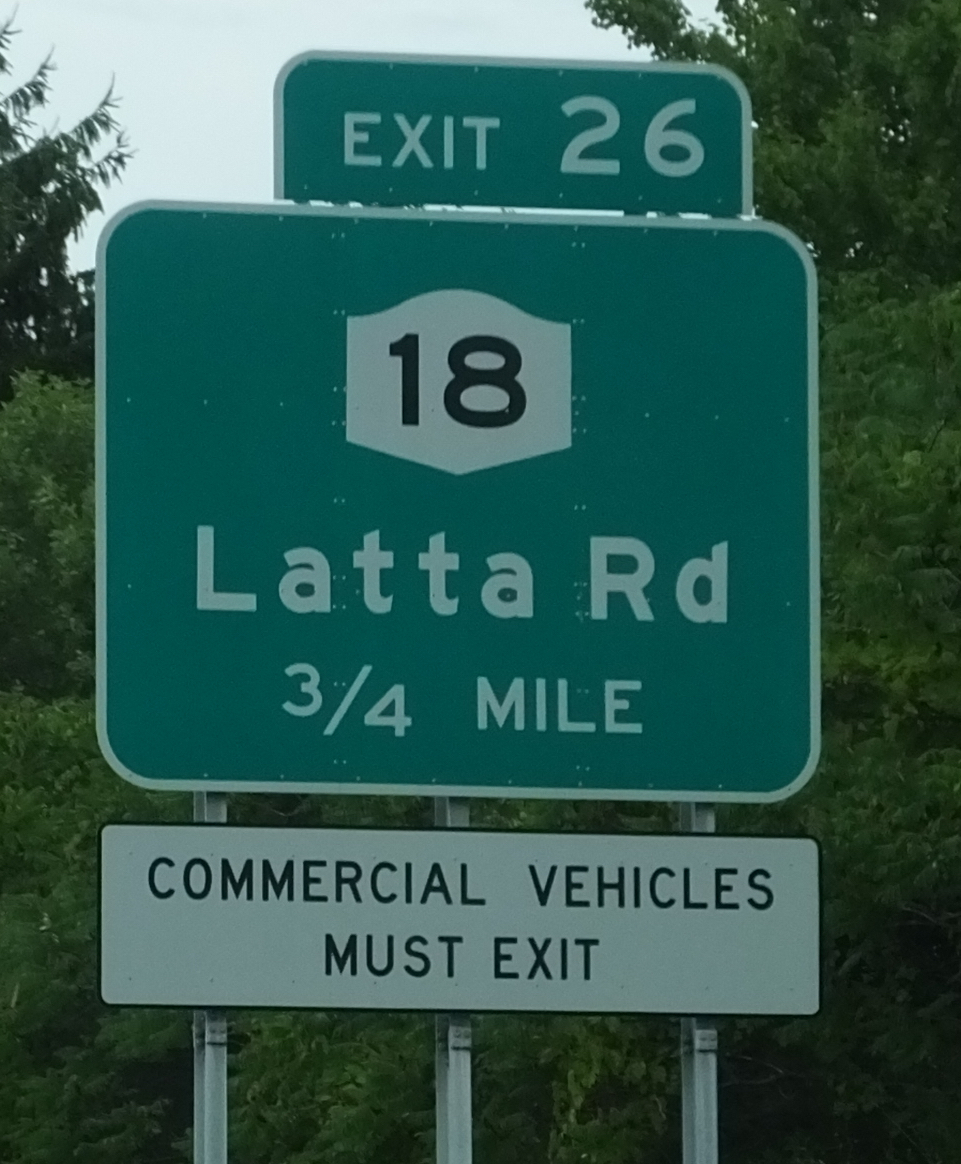 EXIT 26
18
Latta Rd
3/4 MILE
COMMERCIAL VEHICLES
MUST EXIT